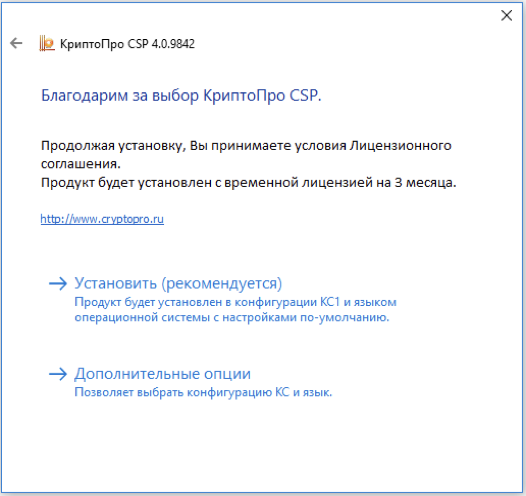 КриптоПро CSP 4.0.9842
Благодарим за выбор КриптоПро CSP.
Продолжая установку, Вы принимаете условия Лицензионного
соглашения.
Продукт будет установлен с временной лицензией на 3 месяца.
http://www.cryptopro.ru
Установить (рекомендуется)
Продукт будет установлен в конфигурации КС1 и языком
операционной системы с настройками по-умолчанию.
Дополнительные опции
Позволяет выбрать конфигурацию КС и язык.